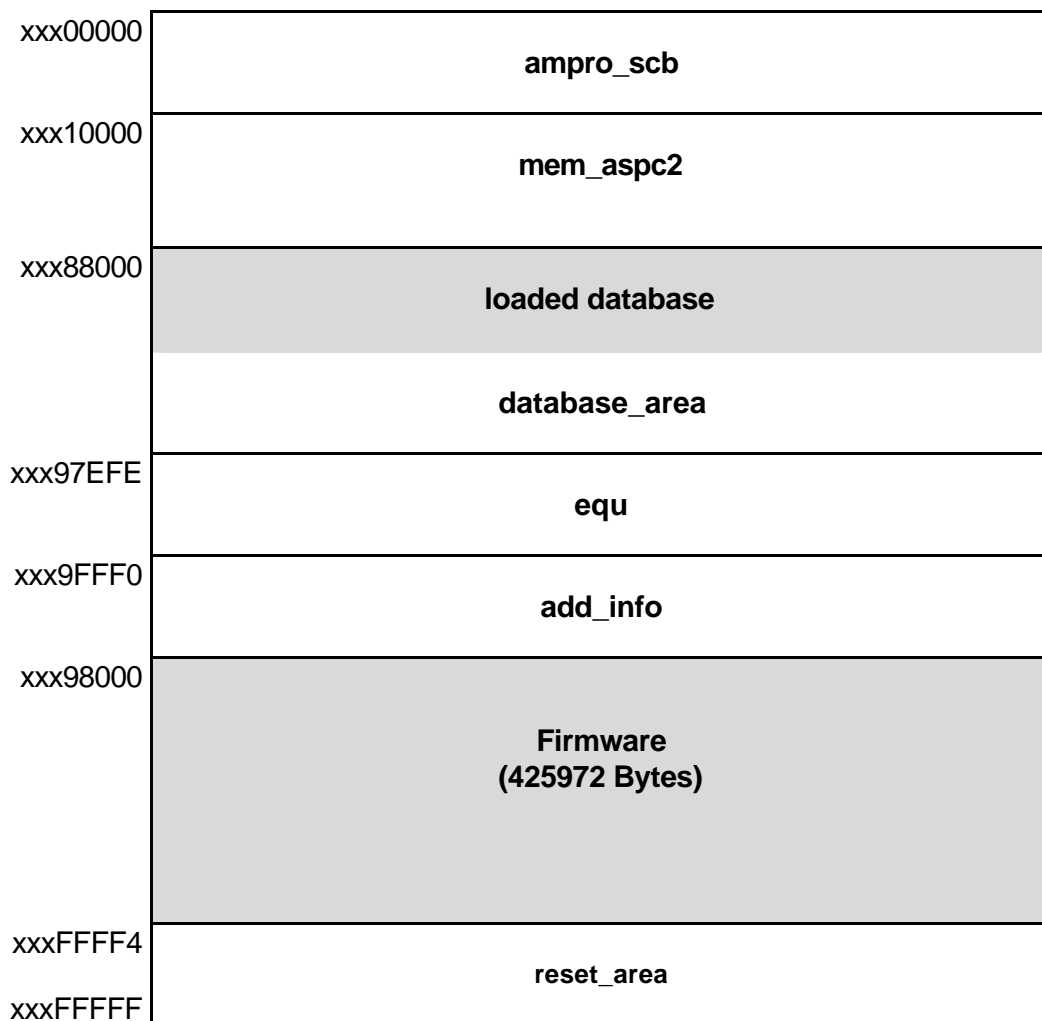 xxx00000
ampro_scb
xxx10000
mem_aspc2
xxx88000
loaded database
database_area
xxx97EFE
equ
xxx9FFF0
add_info
xxx98000
Firmware
(425972 Bytes)
xxxFFFF4
reset_area
xxxFFFFF